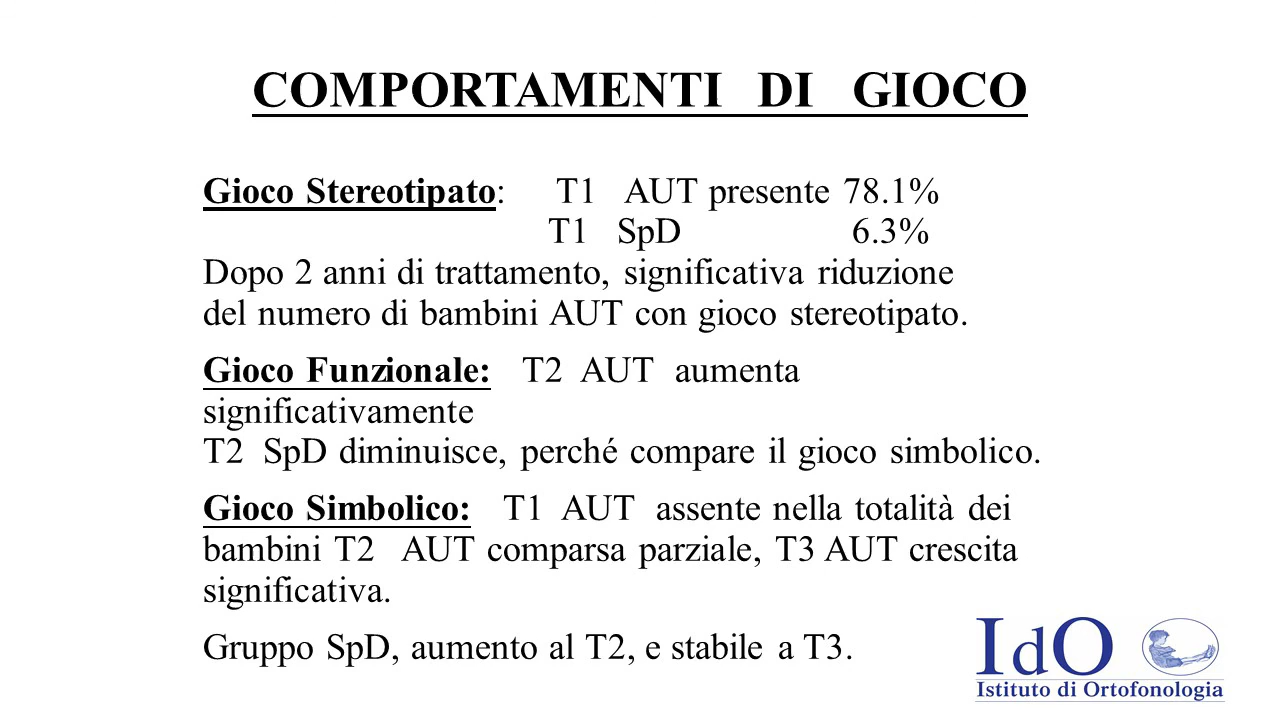 COMPORTAMENTI DI GIOCO
Gioco Stereotipato: T1 AUT presente 78.1%
T1 SpD 6.3%
Dopo 2 anni di trattamento, significativa riduzione
del numero di bambini AUT con gioco stereotipato.
Gioco Funzionale: T2 AUT aumenta
significativamente
T2 SpD diminuisce, perché compare il gioco simbolico.
Gioco Simbolico: T1 AUT assente nella totalità dei
bambini T2 AUT comparsa parziale, T3 AUT crescita
significativa.
Gruppo SpD, aumento al T2, e stabile a T3.
IdO
Istituto di Ortofonologia